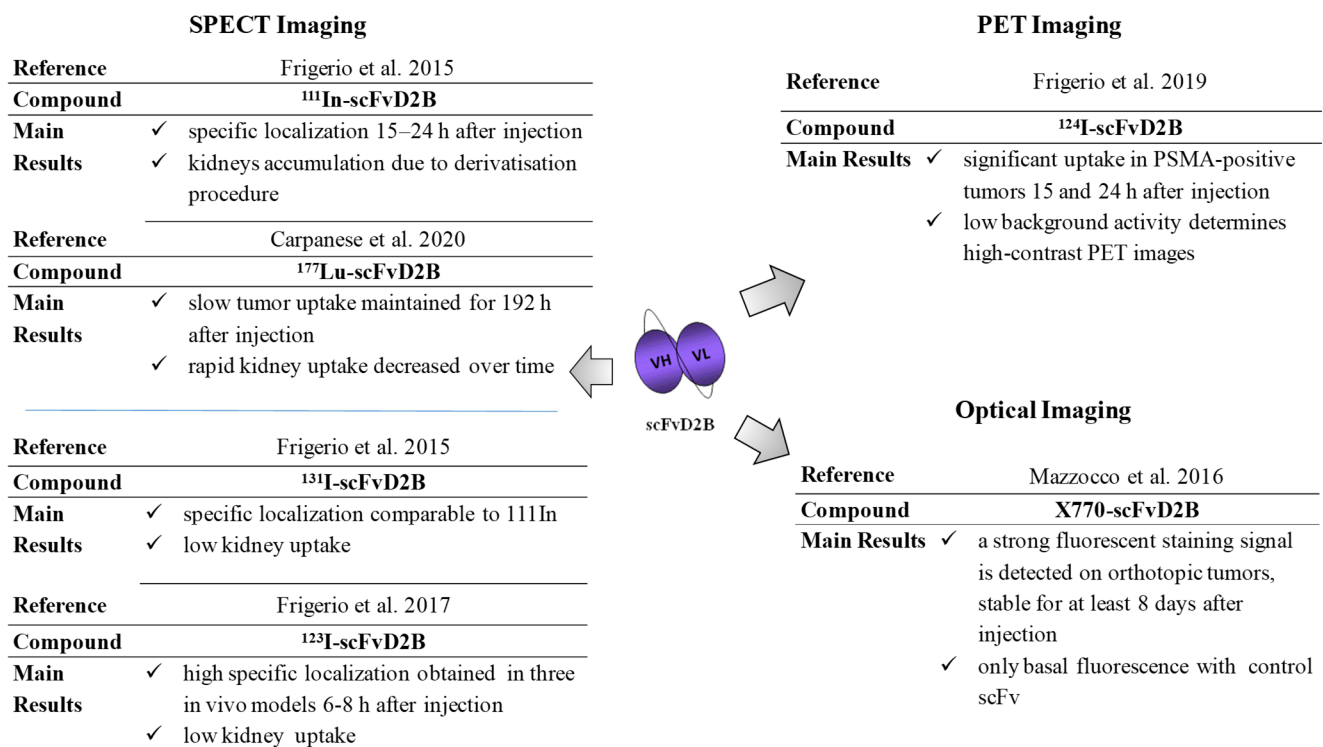 SPECT Imaging
Reference Frigerio et al. 2015
Compound ¹¹¹In-scFvD2B
Main ✓ specific localization 15–24 h after injection
Results ✓ kidneys accumulation due to derivatisation
procedure
Reference Carpanese et al. 2020
Compound ¹⁷⁷Lu-scFvD2B
Main ✓ slow tumor uptake maintained for 192 h
Results after injection
✓ rapid kidney uptake decreased over time
Reference Frigerio et al. 2015
Compound ¹³¹I-scFvD2B
Main ✓ specific localization comparable to 111In
Results ✓ low kidney uptake
Reference Frigerio et al. 2017
Compound ¹²³I-scFvD2B
Main ✓ high specific localization obtained in three
Results in vivo models 6-8 h after injection
✓ low kidney uptake
VH VL
scFvD2B
PET Imaging
Reference Frigerio et al. 2019
Compound ¹²⁴I-scFvD2B
Main Results ✓ significant uptake in PSMA-positive
tumors 15 and 24 h after injection
✓ low background activity determines
high-contrast PET images
Optical Imaging
Reference Mazzocco et al. 2016
Compound X770-scFvD2B
Main Results ✓ a strong fluorescent staining signal
is detected on orthotopic tumors,
stable for at least 8 days after
injection
✓ only basal fluorescence with control
scFv